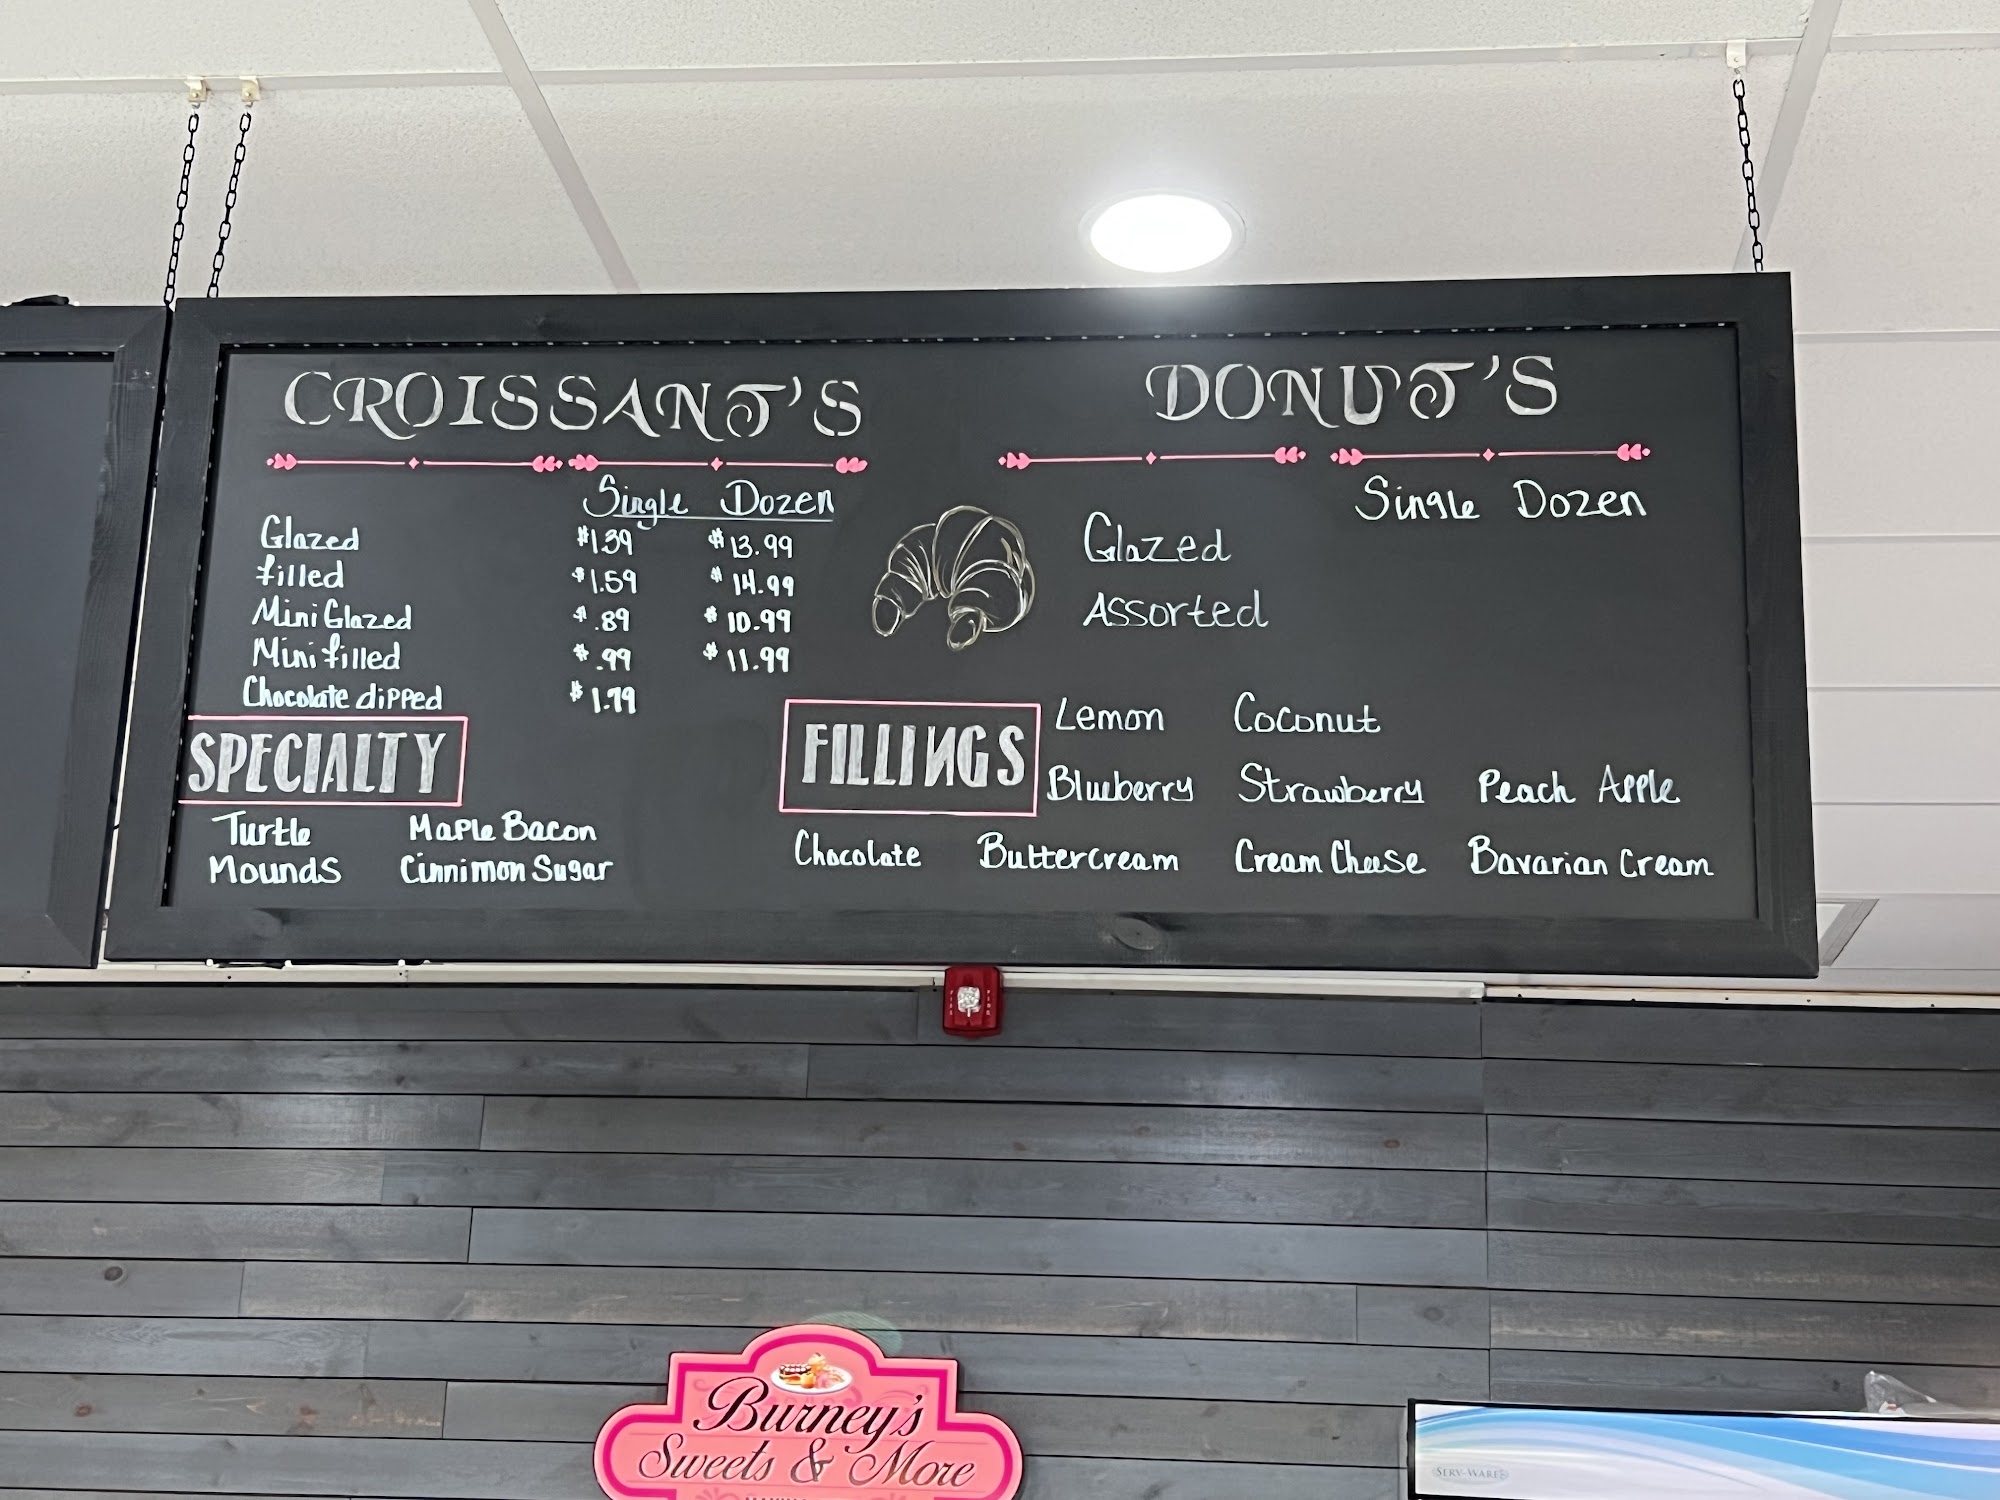 CROISSANT'S
Single Dozen
Glazed $1.39 $13.99
filled $1.59 $14.99
Mini Glazed $.89 $10.99
Mini filled $.99 $11.99
Chocolate dipped $1.79
SPECIALTY
Turtle Maple Bacon
Mounds Cinnimon Sugar
DONUT'S
Single Dozen
Glazed
Assorted
FILLINGS
Lemon Coconut
Blueberry Strawberry Peach Apple
Chocolate Buttercream Cream Cheese Bavarian Cream
Burney's
Sweets & More
SERV-WARE